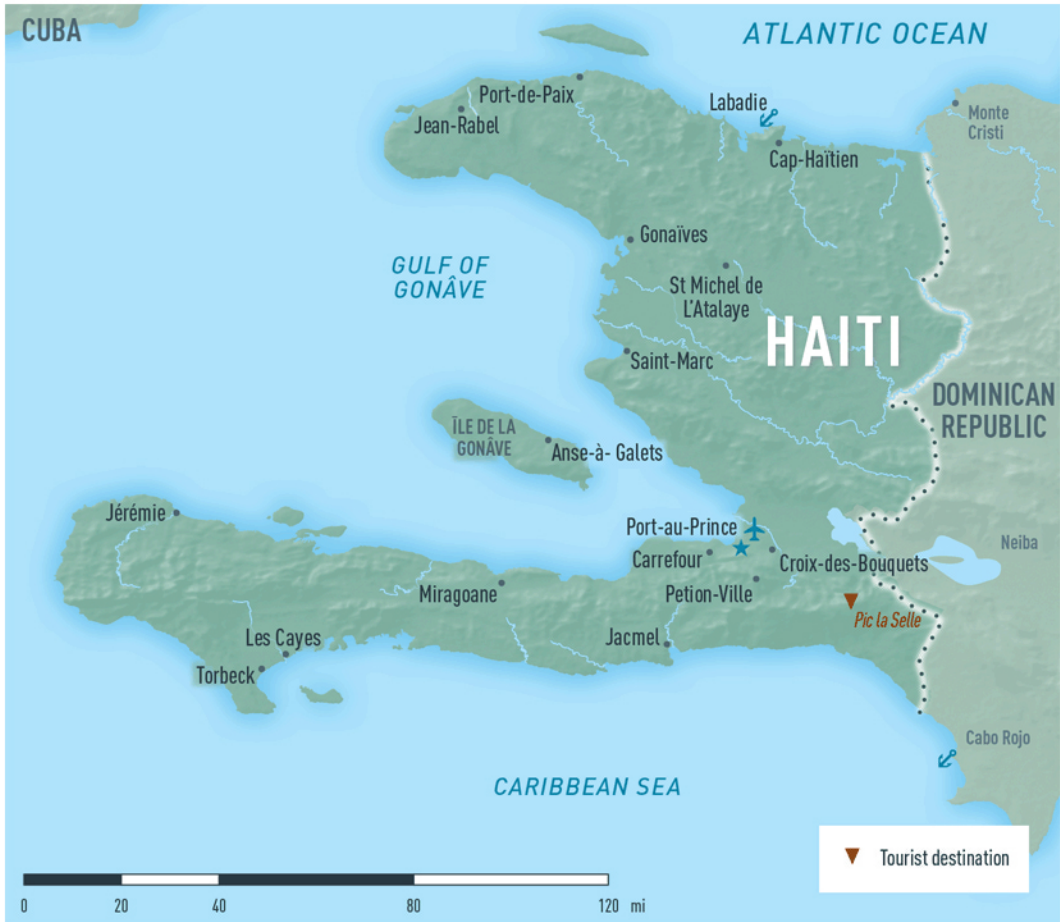 CUBA
ATLANTIC OCEAN
Port-de-Paix
Labadie
Jean-Rabel
Monte
Cristi
Cap-Haïtien
Gonaïves
GULF OF
GONÂVE
St Michel de
L'Atalaye
HAITI
Saint-Marc
DOMINICAN
REPUBLIC
ÎLE DE LA
GONÂVE
Anse-à- Galets
Jérémie
Port-au-Prince
Neiba
Carrefour
Croix-des-Bouquets
Miragoane
Petion-Ville
Pic la Selle
Les Cayes
Jacmel
Torbeck
Cabo Rojo
CARIBBEAN SEA
Tourist destination
0 20 40 80 120 mi